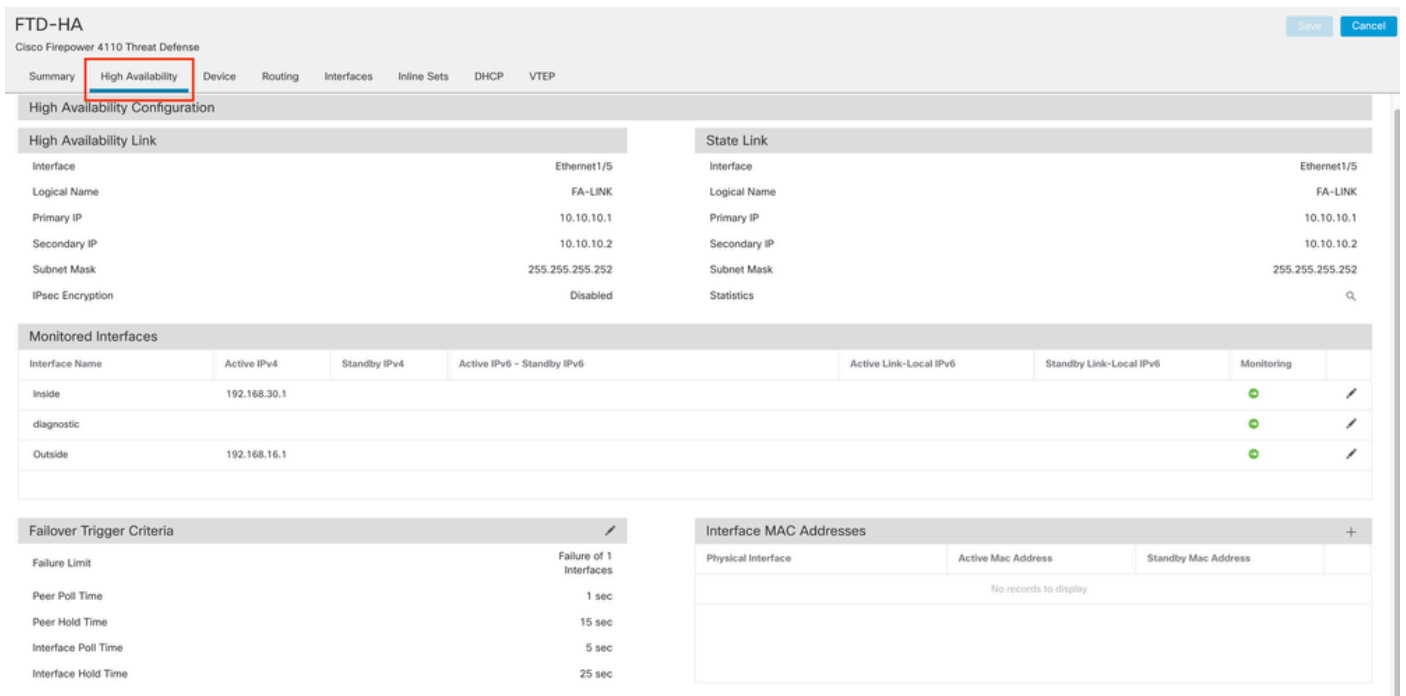 FTD-HA
Save Cancel
Cisco Firepower 4110 Threat Defense
Summary High Availability Device Routing Interfaces Inline Sets DHCP VTEP
High Availability Configuration
High Availability Link
Interface Ethernet1/5
Logical Name FA-LINK
Primary IP 10.10.10.1
Secondary IP 10.10.10.2
Subnet Mask 255.255.255.252
IPsec Encryption Disabled
State Link
Interface Ethernet1/5
Logical Name FA-LINK
Primary IP 10.10.10.1
Secondary IP 10.10.10.2
Subnet Mask 255.255.255.252
Statistics
Monitored Interfaces
Interface Name Active IPv4 Standby IPv4 Active IPv6 - Standby IPv6 Active Link-Local IPv6 Standby Link-Local IPv6 Monitoring
Inside 192.168.30.1
diagnostic
Outside 192.168.16.1
Failover Trigger Criteria
Failure Limit Failure of 1
Interfaces
Peer Poll Time 1 sec
Peer Hold Time 15 sec
Interface Poll Time 5 sec
Interface Hold Time 25 sec
Interface MAC Addresses
Physical Interface Active Mac Address Standby Mac Address
No records to display